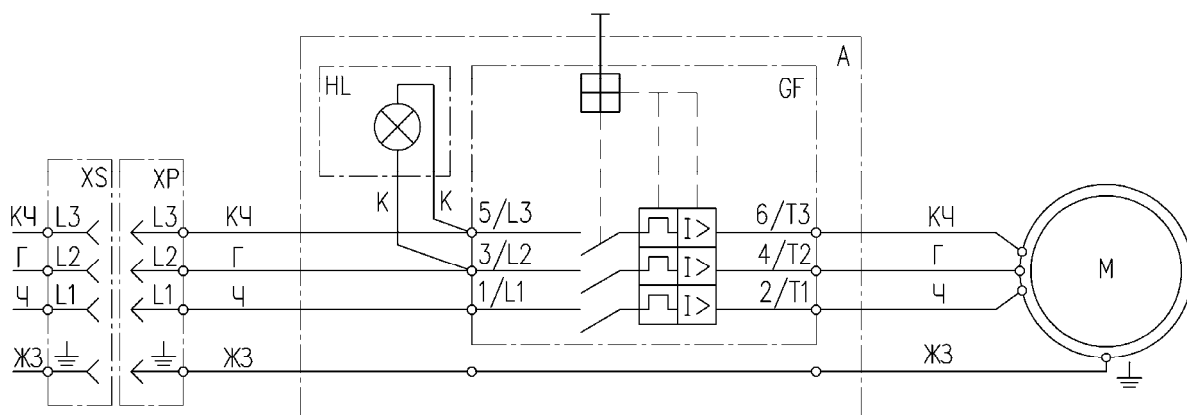 A
HL
GF
XS
XP
К
К
КЧ
L3
L3
КЧ
5/L3
6/T3
КЧ
Г
L2
L2
Г
3/L2
I>
4/T2
Г
Ч
L1
L1
Ч
1/L1
I>
2/T1
Ч
I>
M
ЖЗ
ЖЗ
ЖЗ